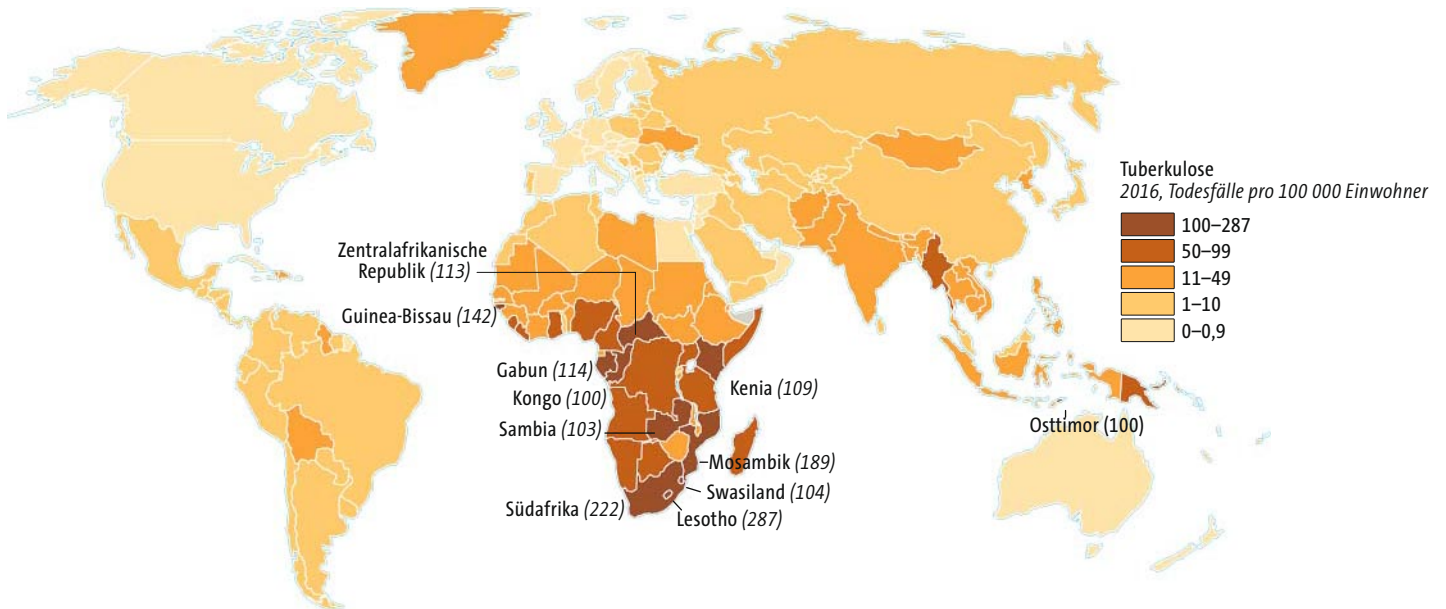 Tuberkulose
2016, Todesfälle pro 100 000 Einwohner
100–287
50–99
11–49
1–10
0–0,9
Zentralafrikanische
Republik (113)
Guinea-Bissau (142)
Gabun (114)
Kongo (100)
Kenia (109)
Sambia (103)
Osttimor (100)
Mosambik (189)
Swasiland (104)
Südafrika (222)
Lesotho (287)